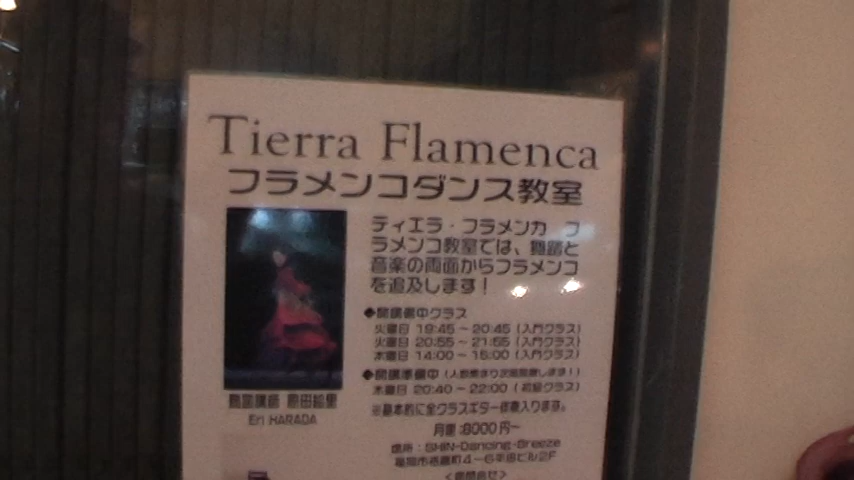 Tierra Flamenca
フラメンコダンス教室
ティエラ・フラメンカ フ
ラメンコ教室では、舞踊と
音楽の両面からフラメンコ
を追及します！
◆開講中クラス
火曜日 19:45～20:45 (入門クラス)
火曜日 20:55～21:55 (入門クラス)
木曜日 14:00～15:00 (入門クラス)
◆開講準備中
木曜日 20:40～22:00 (初級クラス)
※基本的に全クラスギター伴奏入ります。
月謝:8000円～
舞踊講師 原田絵里
Eri HARADA
場所：SHIN-Dancing-Breeze